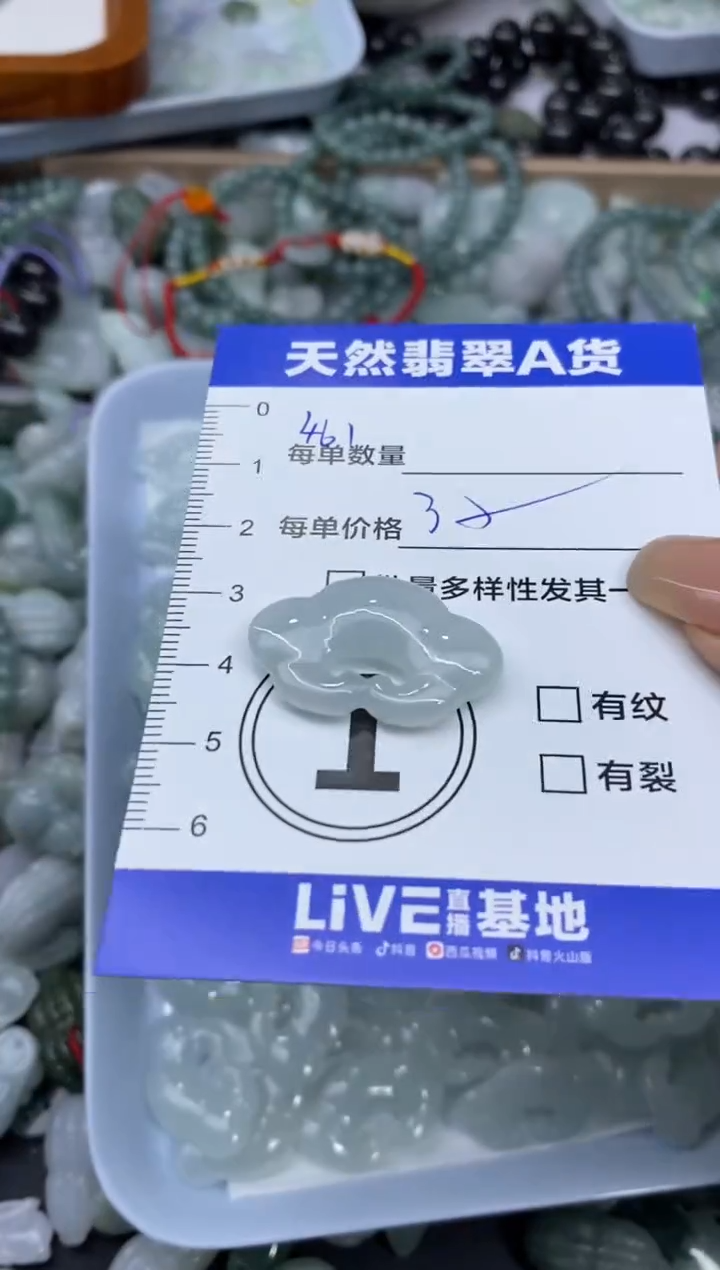 天然翡翠A货
0
461
每单数量
1
2
每单价格
3
3
量多样性发其一
4
有纹
5
有裂
6
LiVE直播基地
今日头条 抖音 西瓜视频 抖音火山版